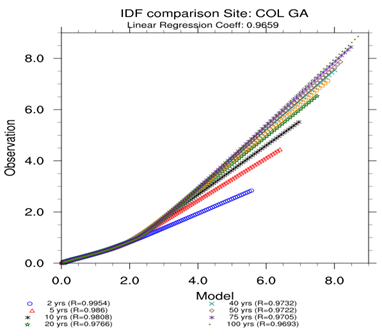 IDF comparison Site: COL GA
Linear Regression Coeff: 0.9659
8.0
6.0
4.0
2.0
0.0
Observation
0.0 2.0 4.0 6.0 8.0
Model
2 yrs (R=0.9954)
5 yrs (R=0.986)
10 yrs (R=0.9808)
20 yrs (R=0.9766)
40 yrs (R=0.9732)
50 yrs (R=0.9722)
75 yrs (R=0.9705)
100 yrs (R=0.9693)